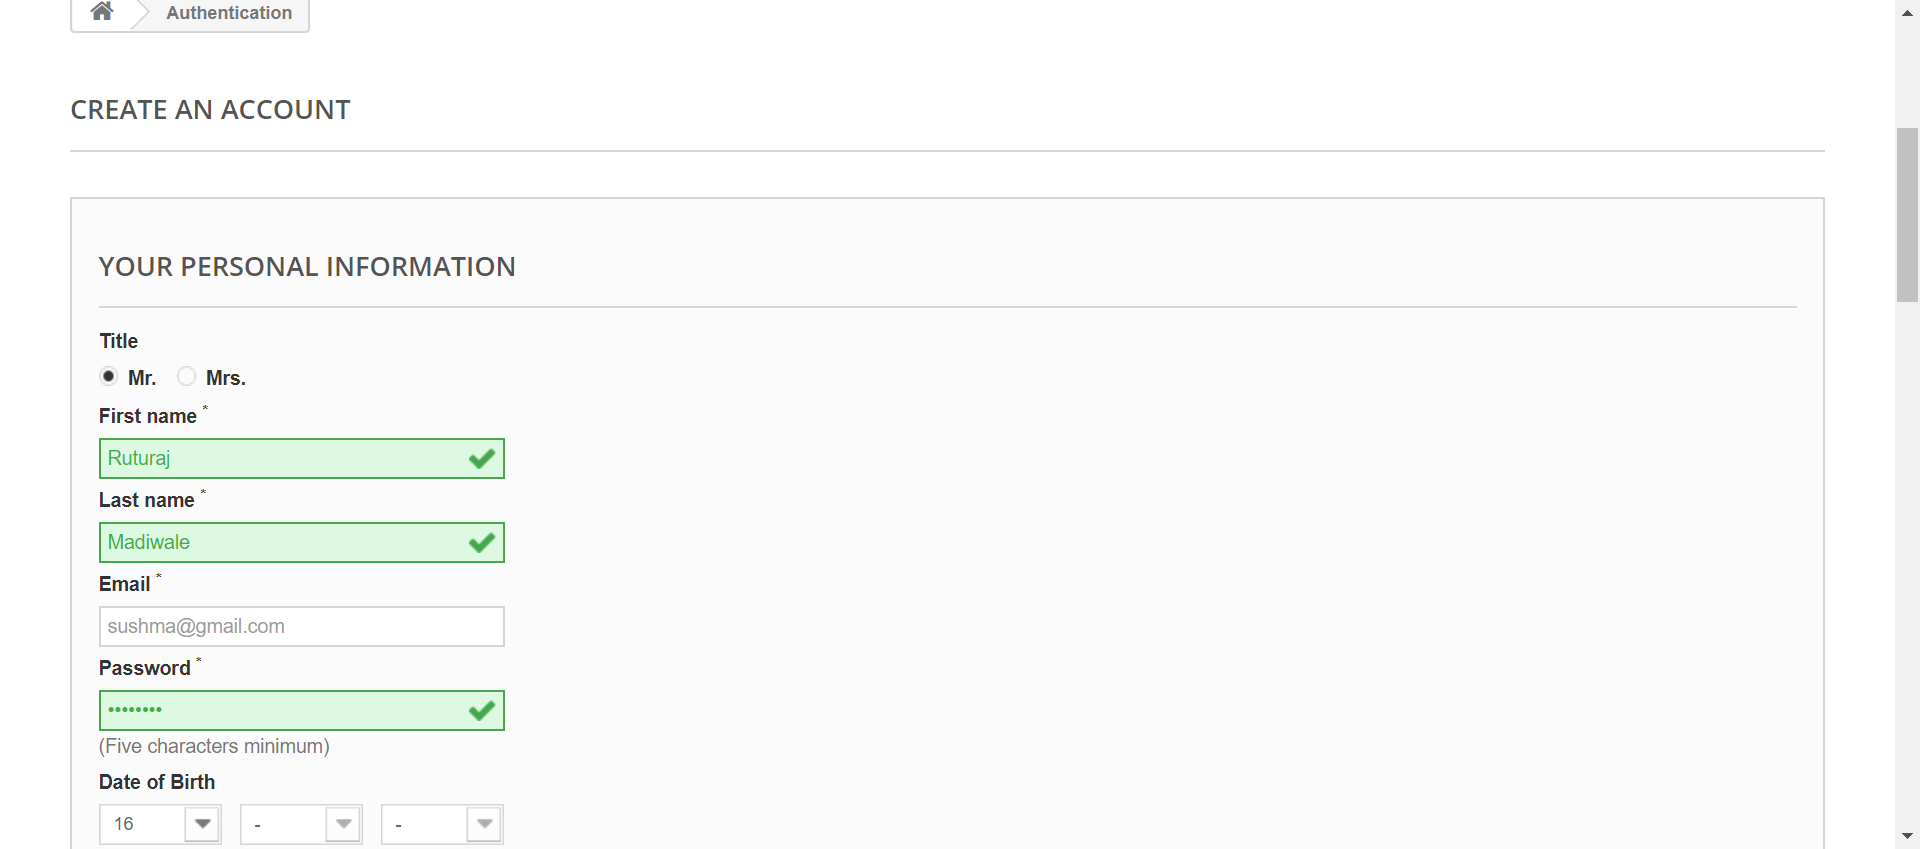 Authentication
CREATE AN ACCOUNT
YOUR PERSONAL INFORMATION
Title
Mr. Mrs.
First name *
Ruturaj
Last name *
Madiwale
Email *
sushma@gmail.com
Password *
••••••••
(Five characters minimum)
Date of Birth
16 - -